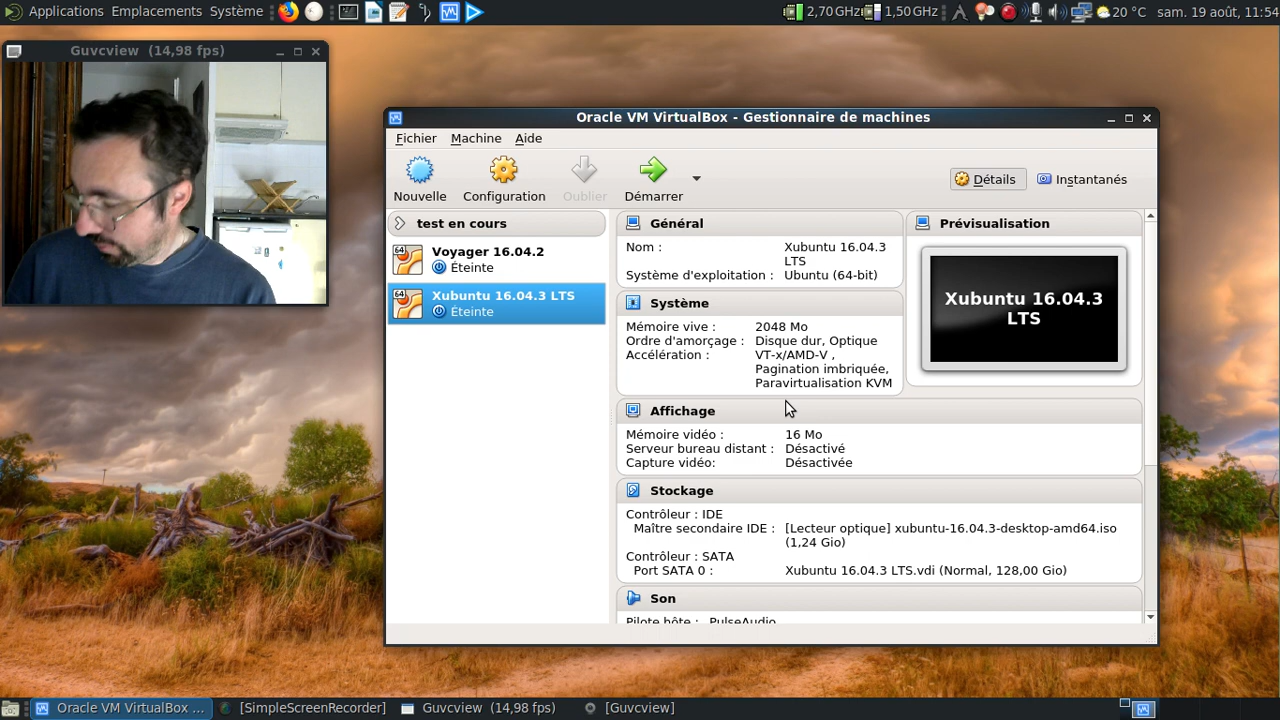 Applications Emplacements Système
2,70 GHz 1,50 GHz 20 °C sam. 19 août, 11:54
Guvcview (14,98 fps)
Oracle VM VirtualBox - Gestionnaire de machines
Fichier Machine Aide
Nouvelle Configuration Oublier Démarrer
Détails Instantanés
test en cours
64 Voyager 16.04.2
Éteinte
64 Xubuntu 16.04.3 LTS
Éteinte
Général
Nom : Xubuntu 16.04.3
LTS
Système d'exploitation : Ubuntu (64-bit)
Prévisualisation
Xubuntu 16.04.3
LTS
Système
Mémoire vive : 2048 Mo
Ordre d'amorçage : Disque dur, Optique
Accélération : VT-x/AMD-V ,
Pagination imbriquée,
Paravirtualisation KVM
Affichage
Mémoire vidéo : 16 Mo
Serveur bureau distant : Désactivé
Capture vidéo: Désactivée
Stockage
Contrôleur : IDE
Maître secondaire IDE : [Lecteur optique] xubuntu-16.04.3-desktop-amd64.iso
(1,24 Gio)
Contrôleur : SATA
Port SATA 0 : Xubuntu 16.04.3 LTS.vdi (Normal, 128,00 Gio)
Son
Pilote hôte : PulseAudio
Oracle VM VirtualBox ... [SimpleScreenRecorder] Guvcview (14,98 fps) [Guvcview]